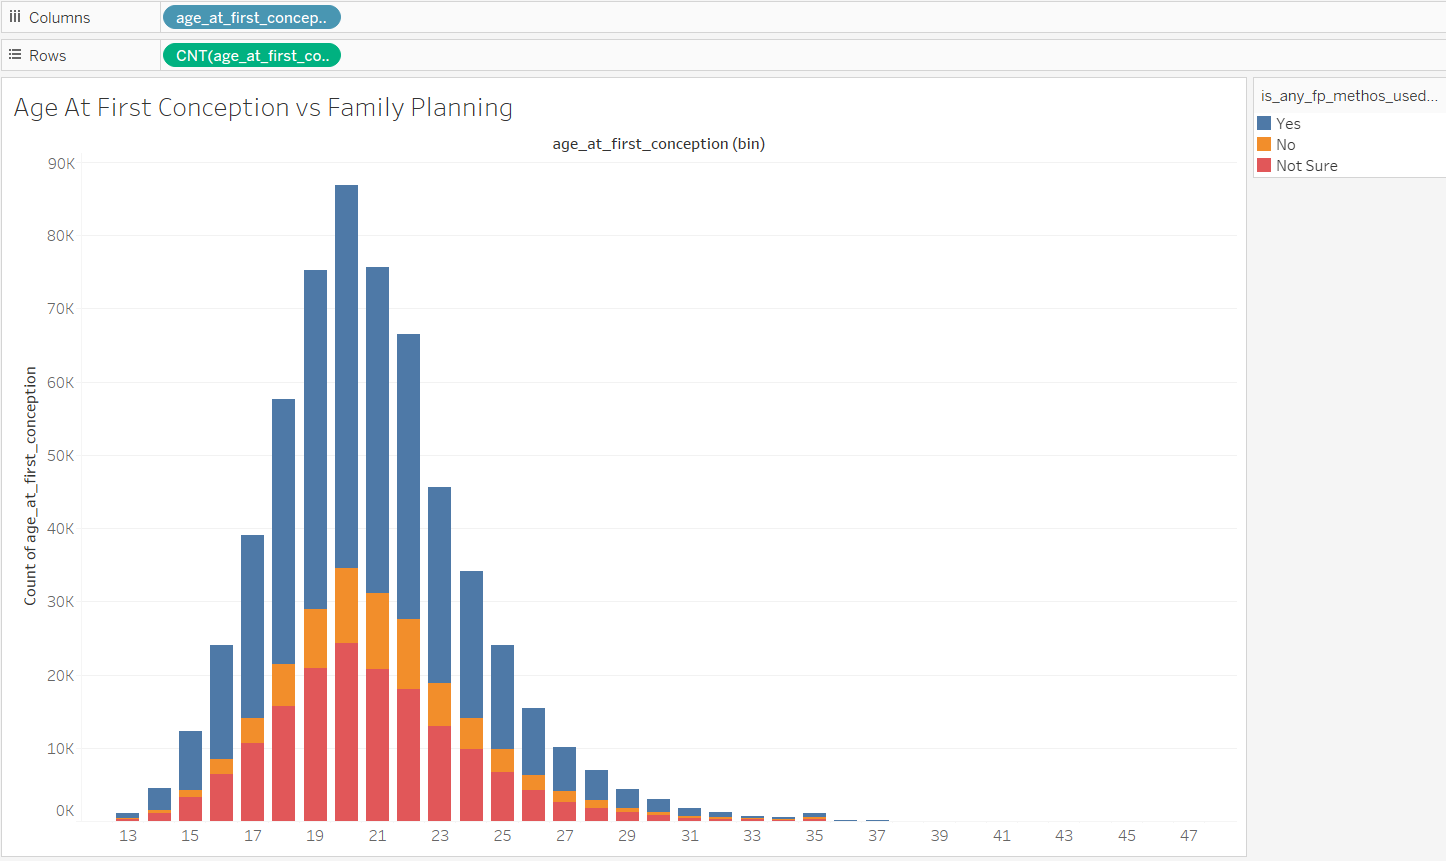 Columns
age_at_first_concep..
Rows
CNT(age_at_first_co..
Age At First Conception vs Family Planning
is_any_fp_methos_used...
Yes
No
Not Sure
age_at_first_conception (bin)
90K
80K
70K
60K
50K
40K
30K
20K
10K
0K
Count of age_at_first_conception
13 15 17 19 21 23 25 27 29 31 33 35 37 39 41 43 45 47